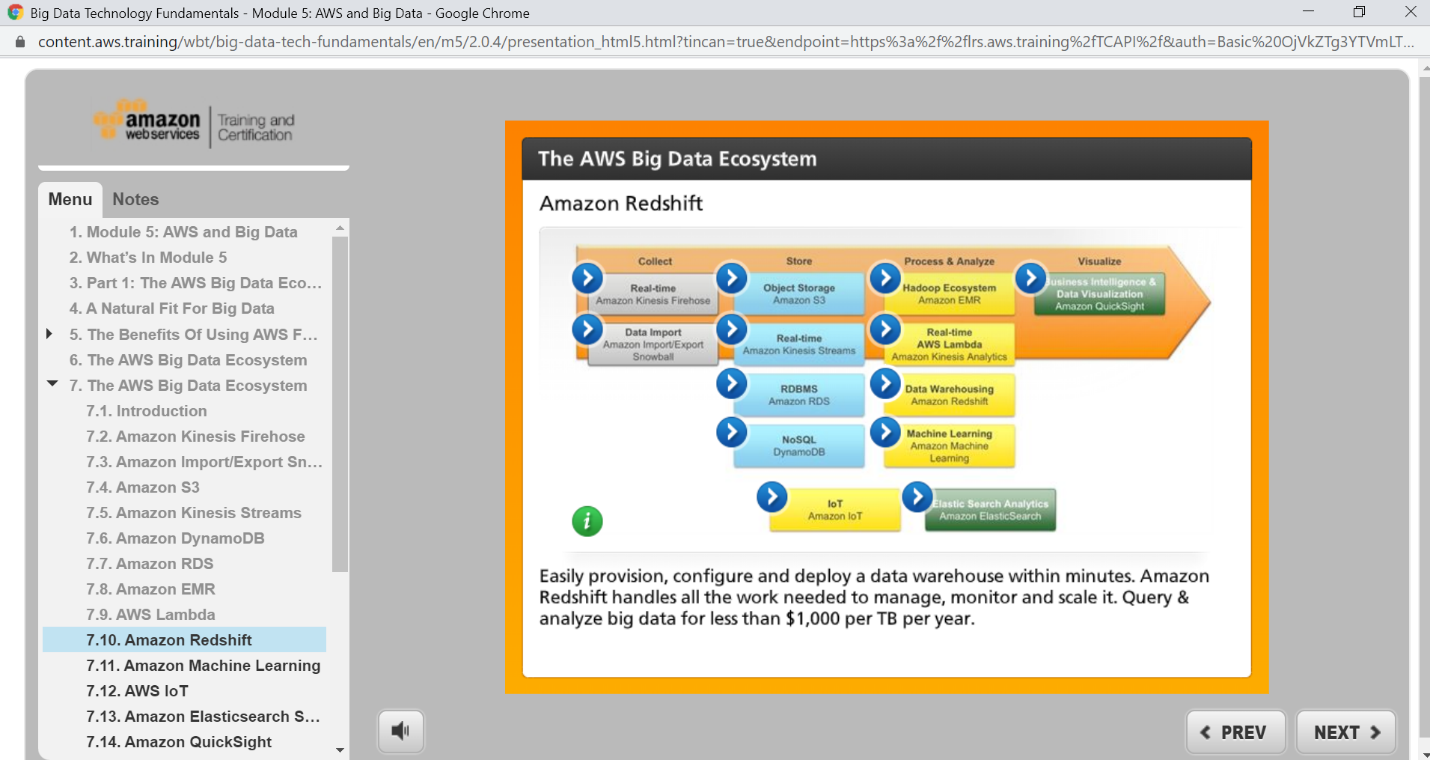 Big Data Technology Fundamentals - Module 5: AWS and Big Data - Google Chrome
content.aws.training/wbt/big-data-tech-fundamentals/en/m5/2.0.4/presentation_html5.html?tincan=true&endpoint=https%3a%2f%2flrs.aws.training%2fTCAPI%2f&auth=Basic%20OjVkZTg3YTVmLT...
amazon
webservices
Training and
Certification
Menu
Notes
1. Module 5: AWS and Big Data
2. What's In Module 5
3. Part 1: The AWS Big Data Eco...
4. A Natural Fit For Big Data
5. The Benefits Of Using AWS F...
6. The AWS Big Data Ecosystem
7. The AWS Big Data Ecosystem
7.1. Introduction
7.2. Amazon Kinesis Firehose
7.3. Amazon Import/Export Sn...
7.4. Amazon S3
7.5. Amazon Kinesis Streams
7.6. Amazon DynamoDB
7.7. Amazon RDS
7.8. Amazon EMR
7.9. AWS Lambda
7.10. Amazon Redshift
7.11. Amazon Machine Learning
7.12. AWS IoT
7.13. Amazon Elasticsearch S...
7.14. Amazon QuickSight
The AWS Big Data Ecosystem
Amazon Redshift
Collect
Real-time
Amazon Kinesis Firehose
Data Import
Amazon Import/Export
Snowball
Store
Object Storage
Amazon S3
Real-time
Amazon Kinesis Streams
RDBMS
Amazon RDS
NoSQL
DynamoDB
Process & Analyze
Hadoop Ecosystem
Amazon EMR
Real-time
AWS Lambda
Amazon Kinesis Analytics
Data Warehousing
Amazon Redshift
Machine Learning
Amazon Machine
Learning
Visualize
usiness Intelligence &
Data Visualization
Amazon QuickSight
IoT
Amazon IoT
Elastic Search Analytics
Amazon ElasticSearch
i
Easily provision, configure and deploy a data warehouse within minutes. Amazon
Redshift handles all the work needed to manage, monitor and scale it. Query &
analyze big data for less than $1,000 per TB per year.
PREV
NEXT